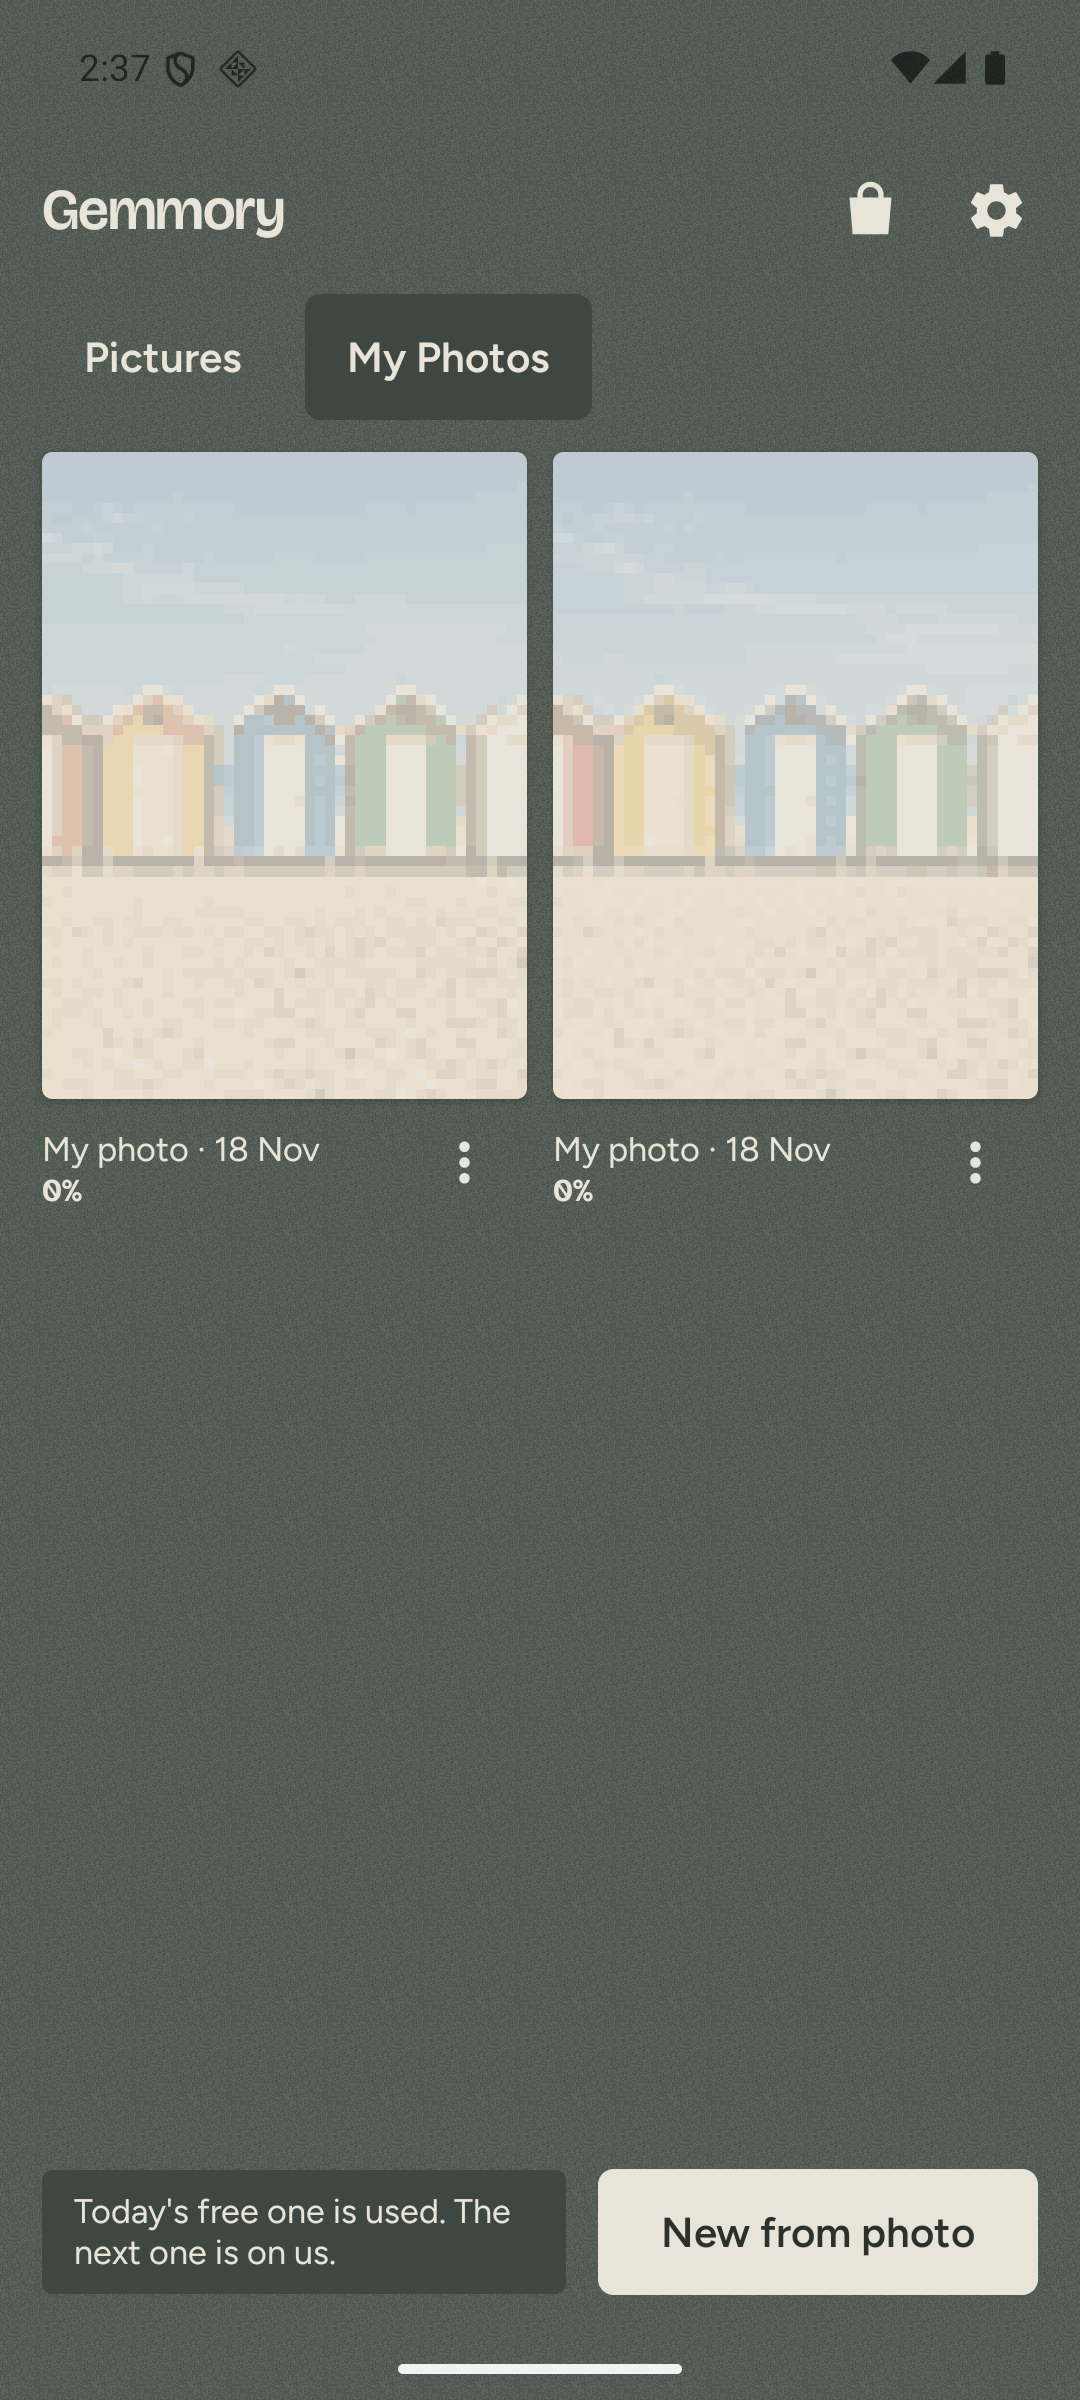 2:37
Gemmory
Pictures
My Photos
My photo · 18 Nov
0%
My photo · 18 Nov
0%
Today's free one is used. The
next one is on us.
New from photo